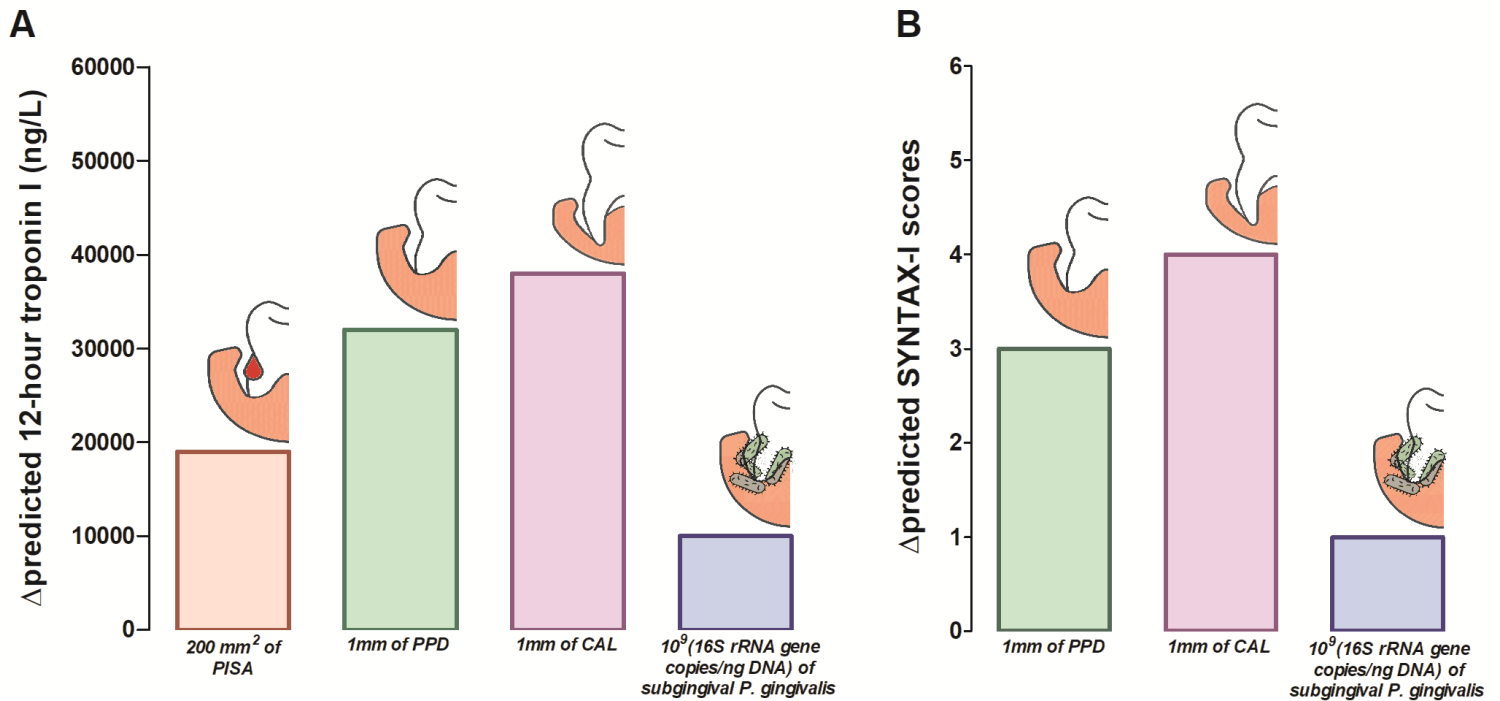 A
Δpredicted 12-hour troponin I (ng/L)
60000
50000
40000
30000
20000
10000
0
200 mm² of
PISA
1mm of PPD
1mm of CAL
10⁹(16S rRNA gene
copies/ng DNA) of
subgingival P. gingivalis
B
Δpredicted SYNTAX-I scores
6
5
4
3
2
1
0
1mm of PPD
1mm of CAL
10⁹(16S rRNA gene
copies/ng DNA) of
subgingival P. gingivalis